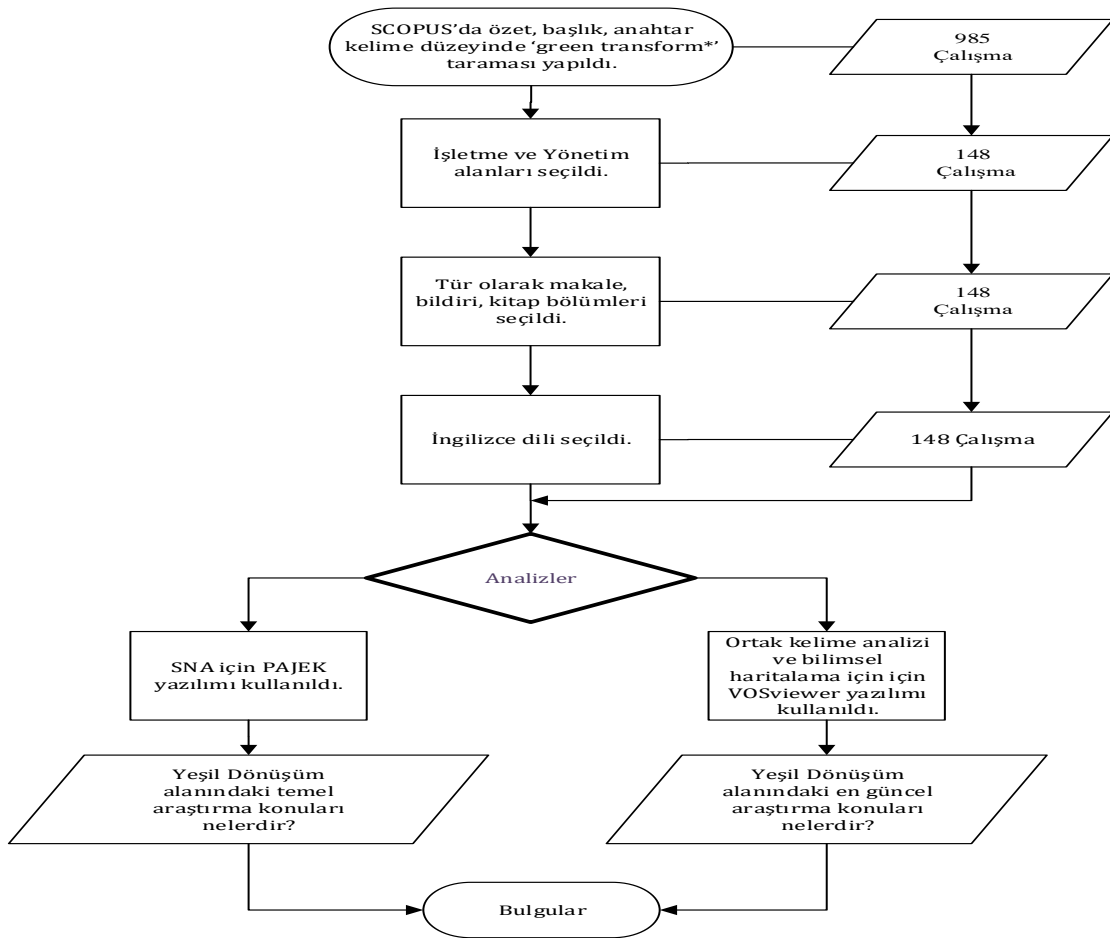 SCOPUS’da özet, başlık, anahtar
kelime düzeyinde ‘green transform*’
taraması yapıldı.
985
Çalışma
İşletme ve Yönetim
alanları seçildi.
148
Çalışma
Tür olarak makale,
bildiri, kitap bölümleri
seçildi.
148
Çalışma
İngilizce dili seçildi.
148 Çalışma
Analizler
SNA için PAJEK
yazılımı kullanıldı.
Ortak kelime analizi
ve bilimsel
haritalama için için
VOSviewer yazılımı
kullanıldı.
Yeşil Dönüşüm
alanındaki temel
araştırma konuları
nelerdir?
Yeşil Dönüşüm
alanındaki en güncel
araştırma konuları
nelerdir?
Bulgular